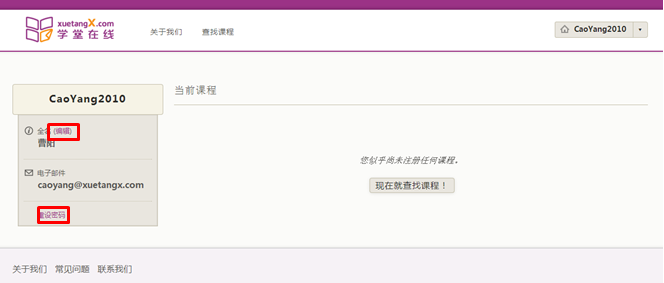 xuetangX.com
学堂在线
关于我们 查找课程
CaoYang2010
CaoYang2010
全名 (编辑)
曹阳
电子邮件
caoyang@xuetangx.com
重设密码
当前课程
您似乎尚未注册任何课程。
现在就查找课程！
关于我们 常见问题 联系我们